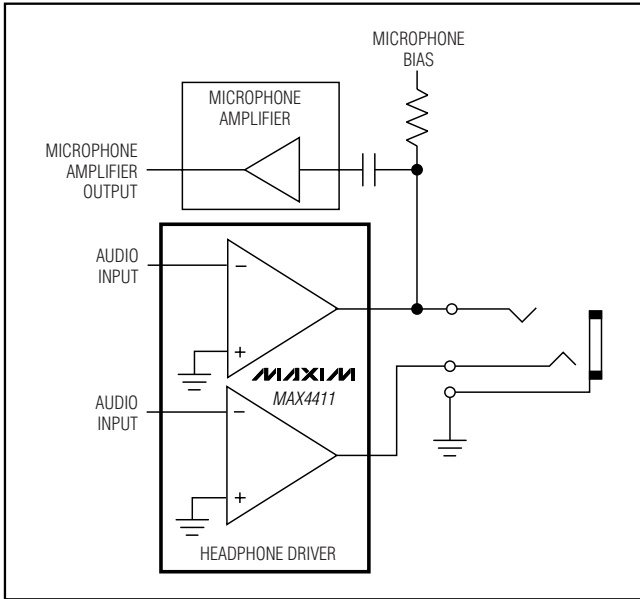 MICROPHONE
BIAS
MICROPHONE
AMPLIFIER
MICROPHONE
AMPLIFIER
OUTPUT
AUDIO
INPUT
−
+
MAXIM
MAX4411
AUDIO
INPUT
−
+
HEADPHONE DRIVER